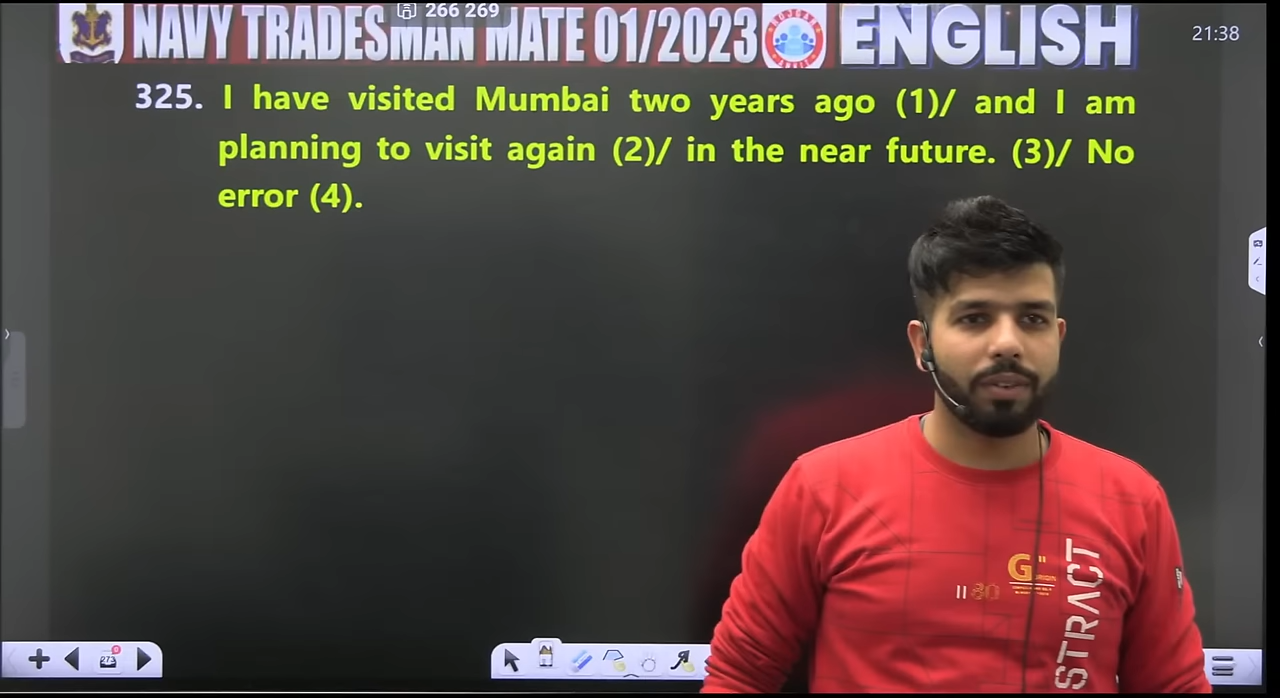 266 269
NAVY TRADESMAN MATE 01/2023 ENGLISH
21:38
325. I have visited Mumbai two years ago (1)/ and I am
planning to visit again (2)/ in the near future. (3)/ No
error (4).
G
STRACT
273